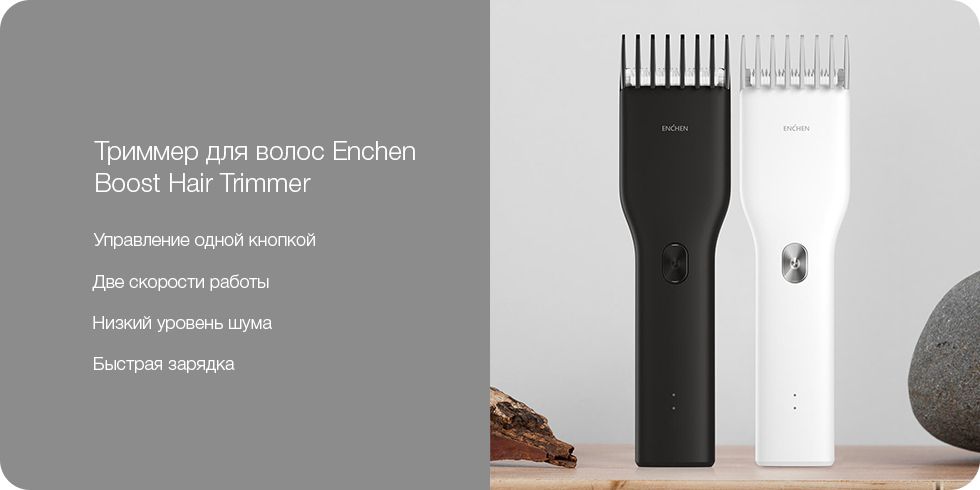 Триммер для волос Enchen
Boost Hair Trimmer
Управление одной кнопкой
Две скорости работы
Низкий уровень шума
Быстрая зарядка
ENCHEN
ENCHEN